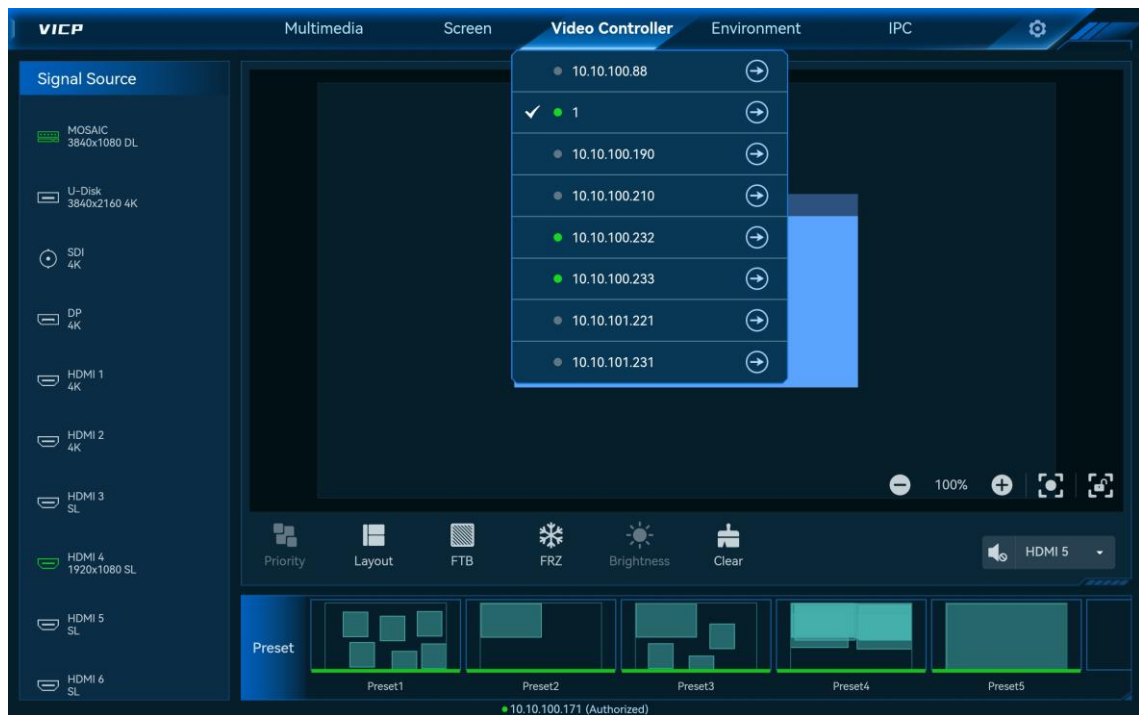 VICP
Multimedia
Screen
Video Controller
Environment
IPC
Signal Source
MOSAIC
3840x1080 DL
U-Disk
3840x2160 4K
SDI
4K
DP
4K
HDMI 1
4K
HDMI 2
4K
HDMI 3
SL
HDMI 4
1920x1080 SL
HDMI 5
SL
HDMI 6
SL
10.10.100.88
1
10.10.100.190
10.10.100.210
10.10.100.232
10.10.100.233
10.10.101.221
10.10.101.231
100%
Priority
Layout
FTB
FRZ
Brightness
Clear
HDMI 5
Preset
Preset1
Preset2
Preset3
Preset4
Preset5
10.10.100.171 (Authorized)